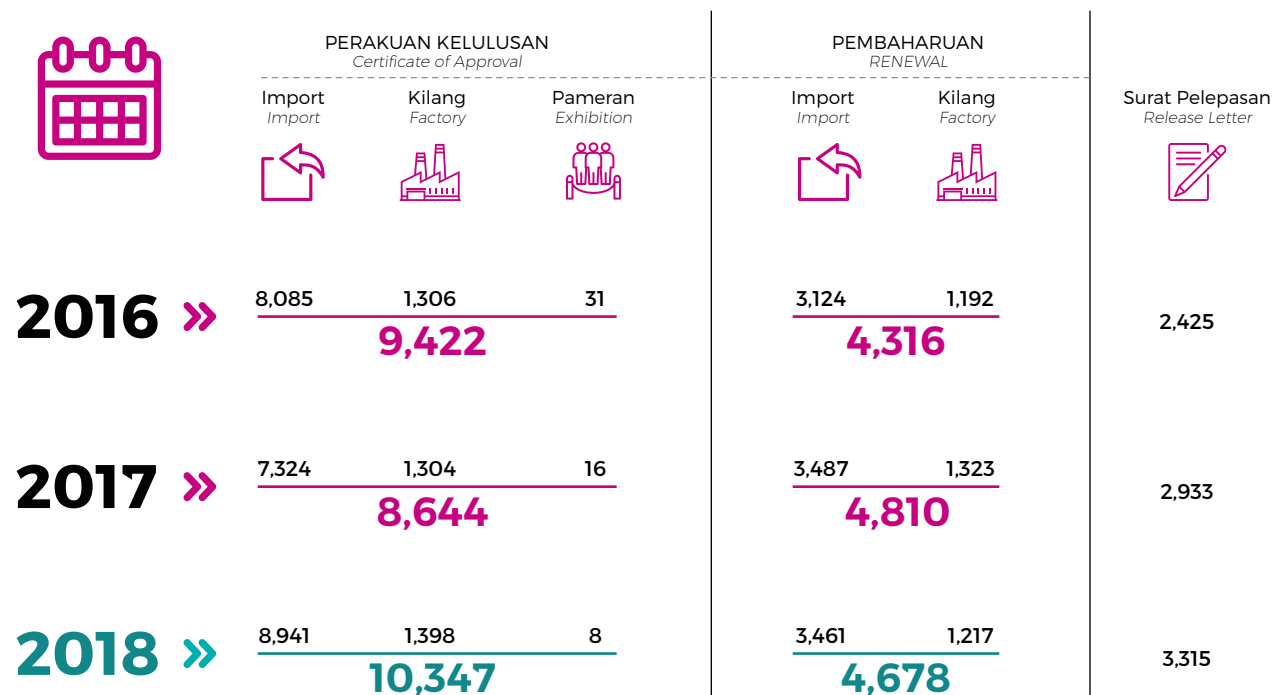 PERAKUAN KELULUSAN
Certificate of Approval
PEMBAHARUAN
RENEWAL
Import
Import
Kilang
Factory
Pameran
Exhibition
Import
Import
Kilang
Factory
Surat Pelepasan
Release Letter
2016 » 8,085 1,306 31 3,124 1,192 2,425
9,422 4,316
2017 » 7,324 1,304 16 3,487 1,323 2,933
8,644 4,810
2018 » 8,941 1,398 8 3,461 1,217 3,315
10,347 4,678